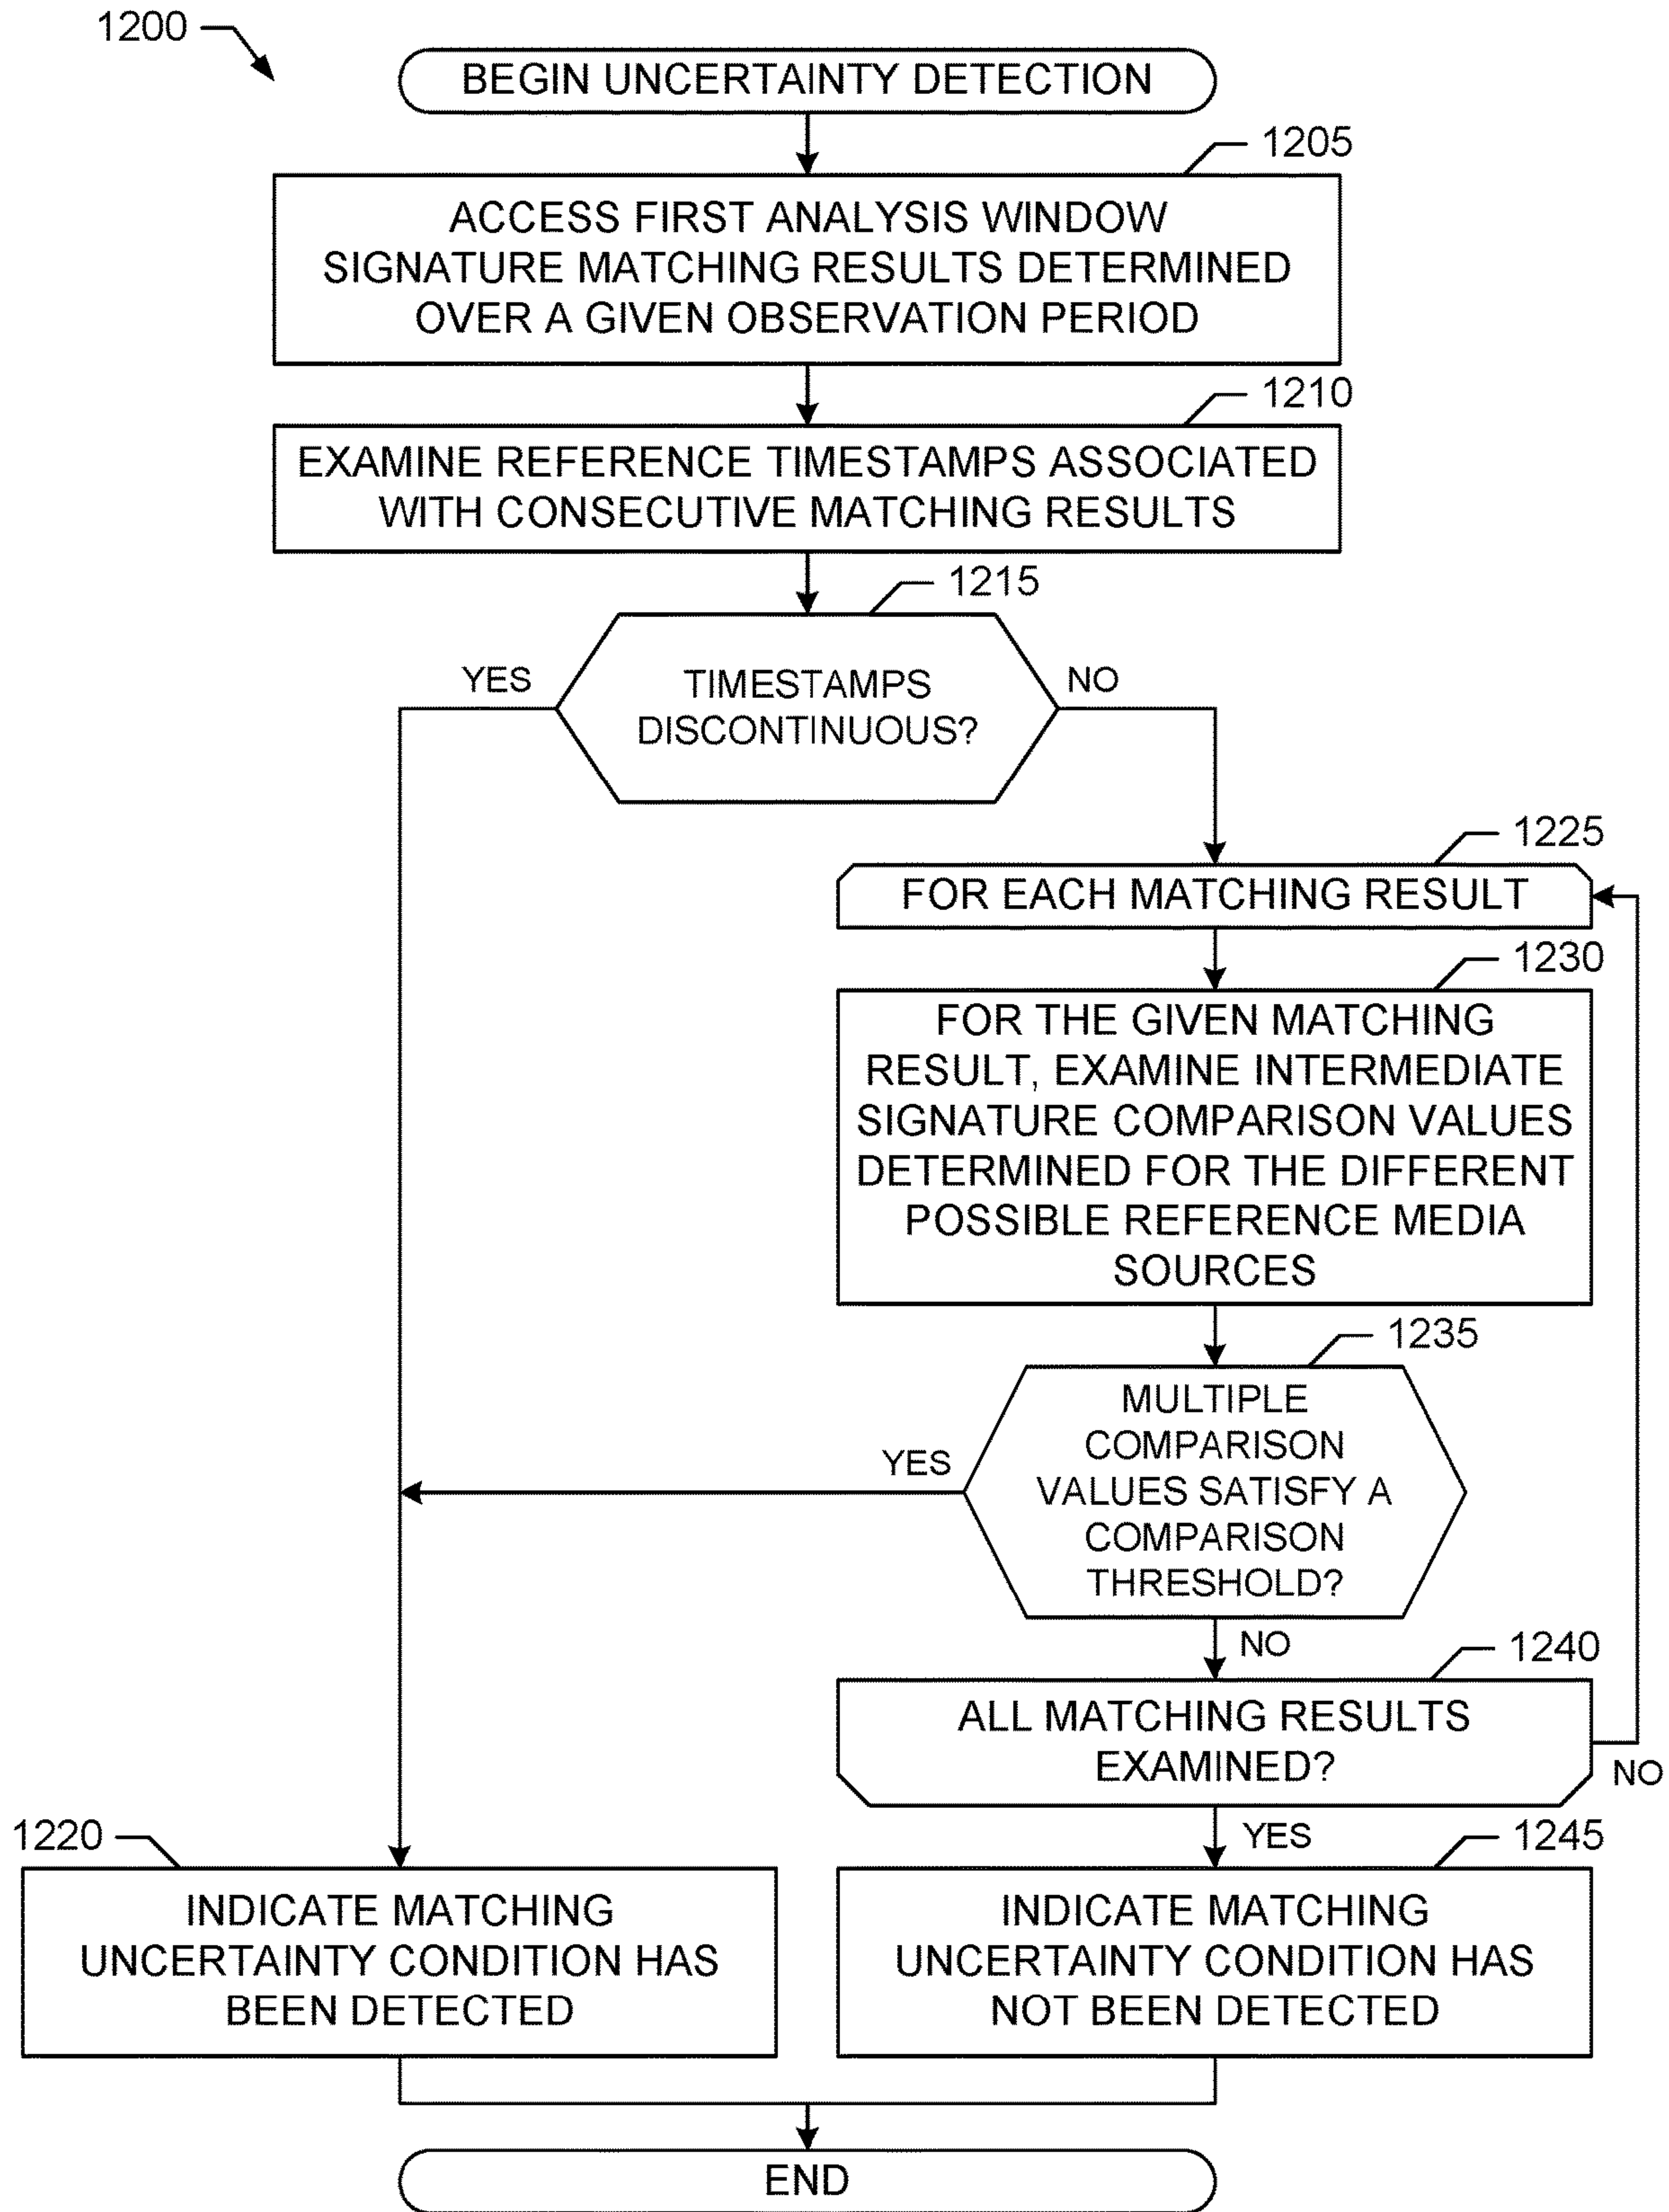 1200
BEGIN UNCERTAINTY DETECTION
1205
ACCESS FIRST ANALYSIS WINDOW
SIGNATURE MATCHING RESULTS DETERMINED
OVER A GIVEN OBSERVATION PERIOD
1210
EXAMINE REFERENCE TIMESTAMPS ASSOCIATED
WITH CONSECUTIVE MATCHING RESULTS
1215
YES
TIMESTAMPS
DISCONTINUOUS?
NO
1225
FOR EACH MATCHING RESULT
1230
FOR THE GIVEN MATCHING
RESULT, EXAMINE INTERMEDIATE
SIGNATURE COMPARISON VALUES
DETERMINED FOR THE DIFFERENT
POSSIBLE REFERENCE MEDIA
SOURCES
1235
YES
MULTIPLE
COMPARISON
VALUES SATISFY A
COMPARISON
THRESHOLD?
NO
1240
ALL MATCHING RESULTS
EXAMINED?
NO
YES
1220
INDICATE MATCHING
UNCERTAINTY CONDITION HAS
BEEN DETECTED
1245
INDICATE MATCHING
UNCERTAINTY CONDITION HAS
NOT BEEN DETECTED
END